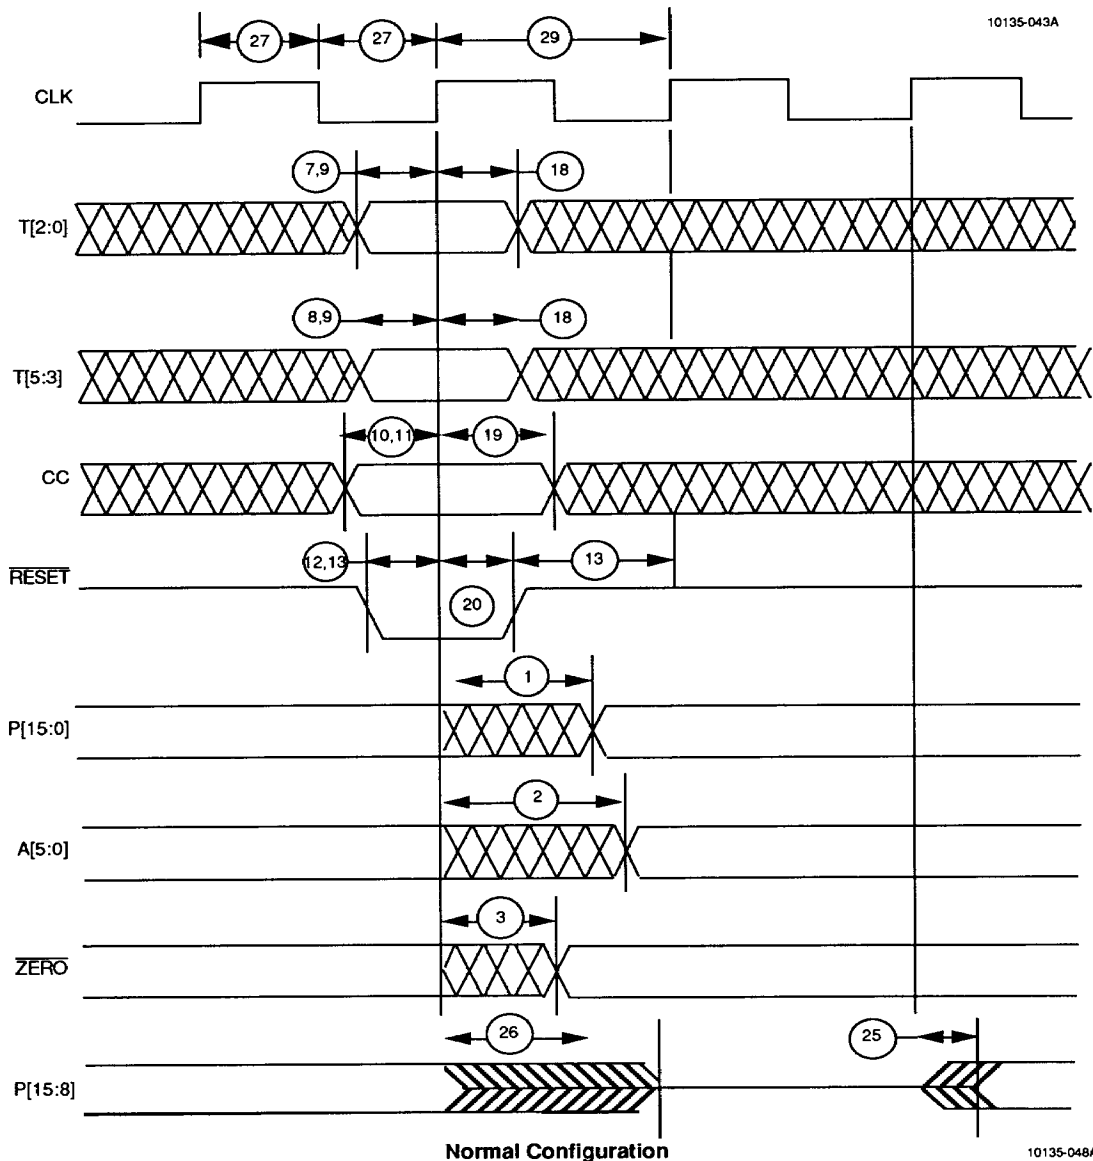 10135-043A
27 27 29
CLK
7,9 18
T[2:0]
8,9 18
T[5:3]
10,11 19
CC
12,13 13
RESET
20
1
P[15:0]
2
A[5:0]
3
ZERO
26 25
P[15:8]
Normal Configuration
10135-048A